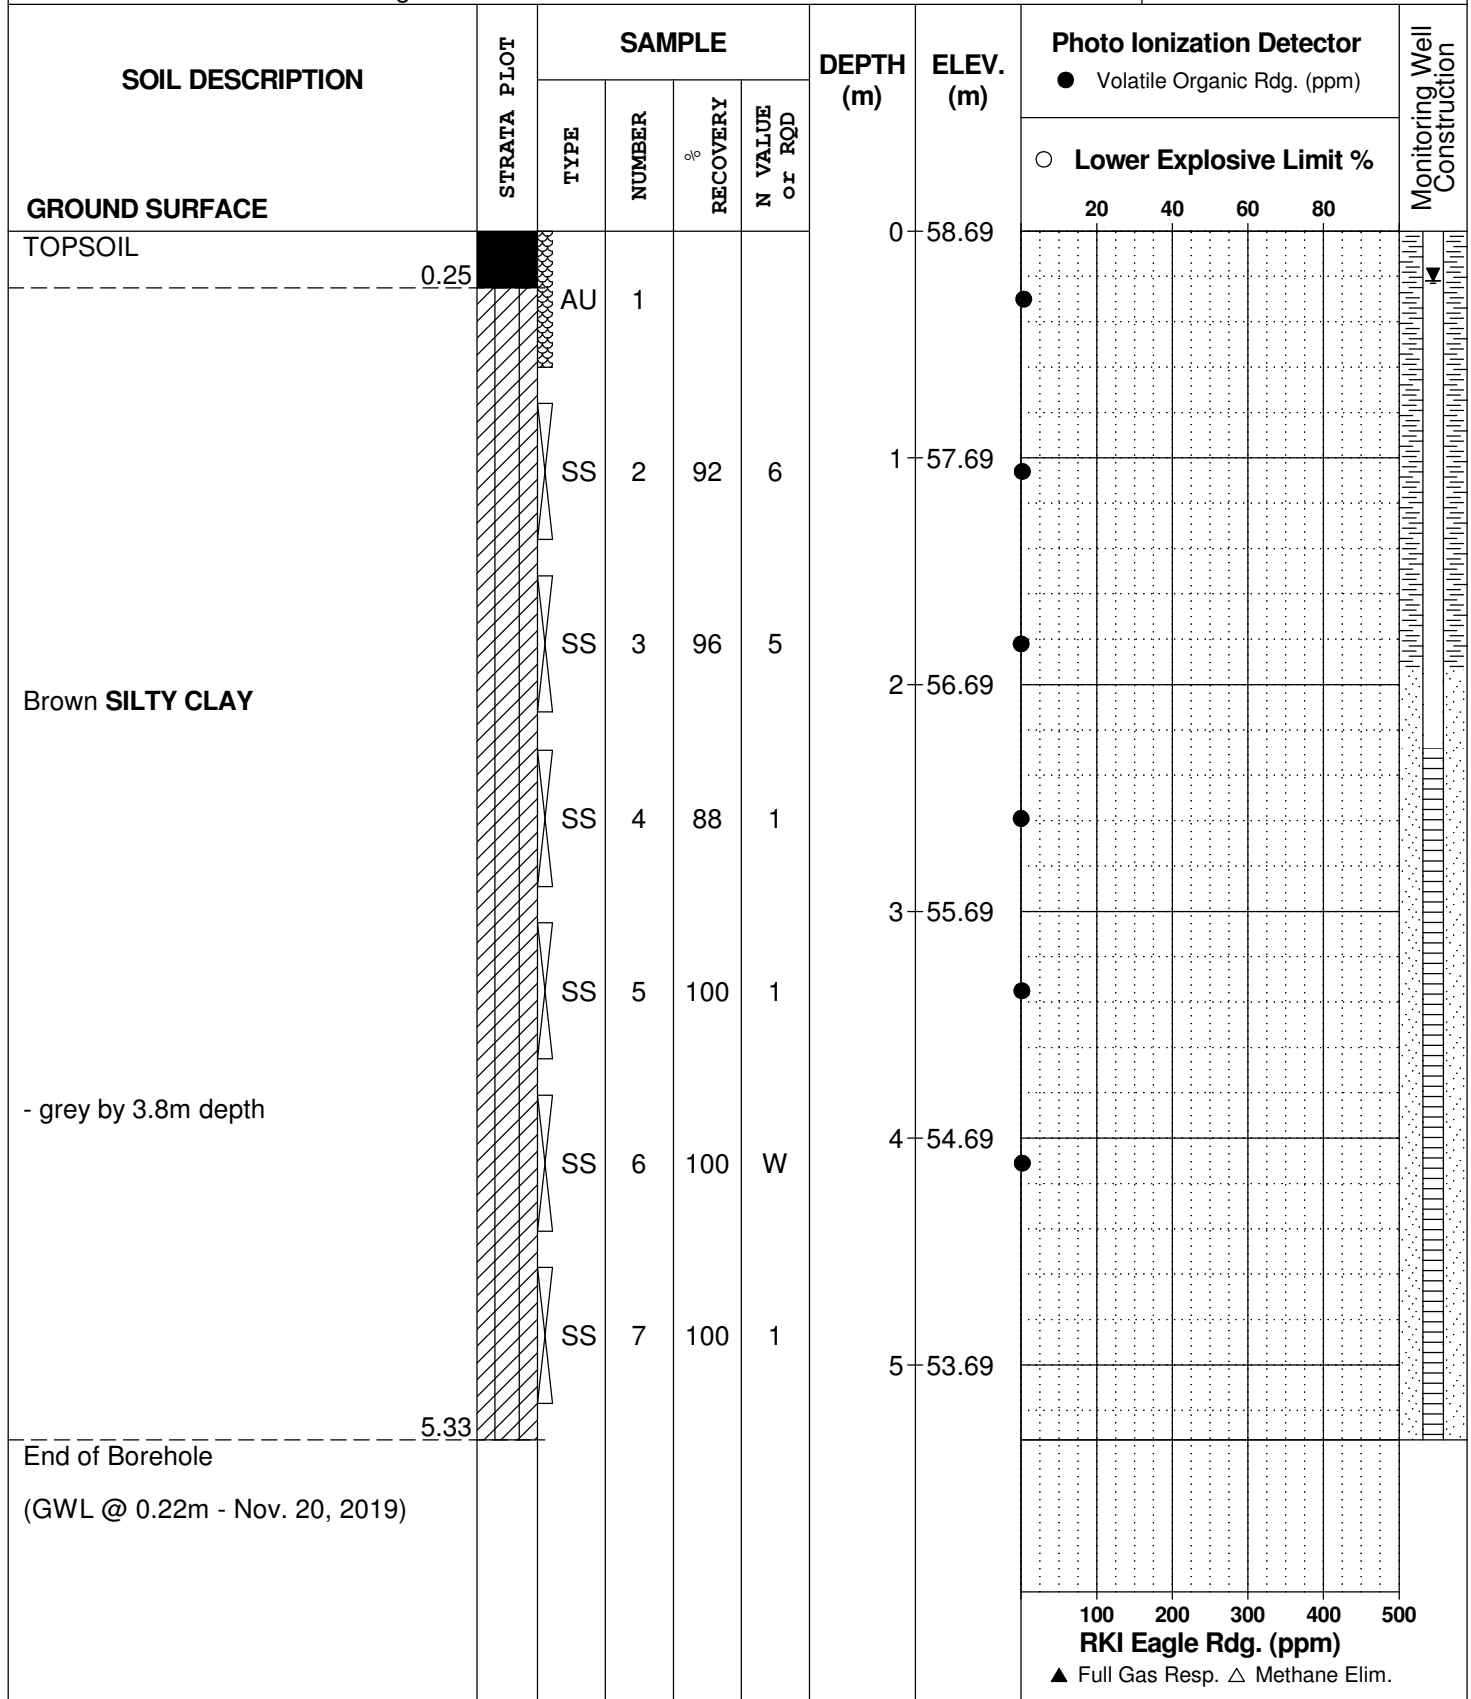 SOIL DESCRIPTION
GROUND SURFACE
STRATA PLOT
SAMPLE
TYPE
NUMBER
%
RECOVERY
N VALUE
or RQD
DEPTH
(m)
ELEV.
(m)
Photo Ionization Detector
● Volatile Organic Rdg. (ppm)
○ Lower Explosive Limit %
20 40 60 80
Monitoring Well
Construction
0 58.69
TOPSOIL
0.25
AU 1
1 57.69
SS 2 92 6
SS 3 96 5
2 56.69
Brown SILTY CLAY
SS 4 88 1
3 55.69
SS 5 100 1
- grey by 3.8m depth
4 54.69
SS 6 100 W
SS 7 100 1
5 53.69
5.33
End of Borehole
(GWL @ 0.22m - Nov. 20, 2019)
100 200 300 400 500
RKI Eagle Rdg. (ppm)
▲ Full Gas Resp. △ Methane Elim.